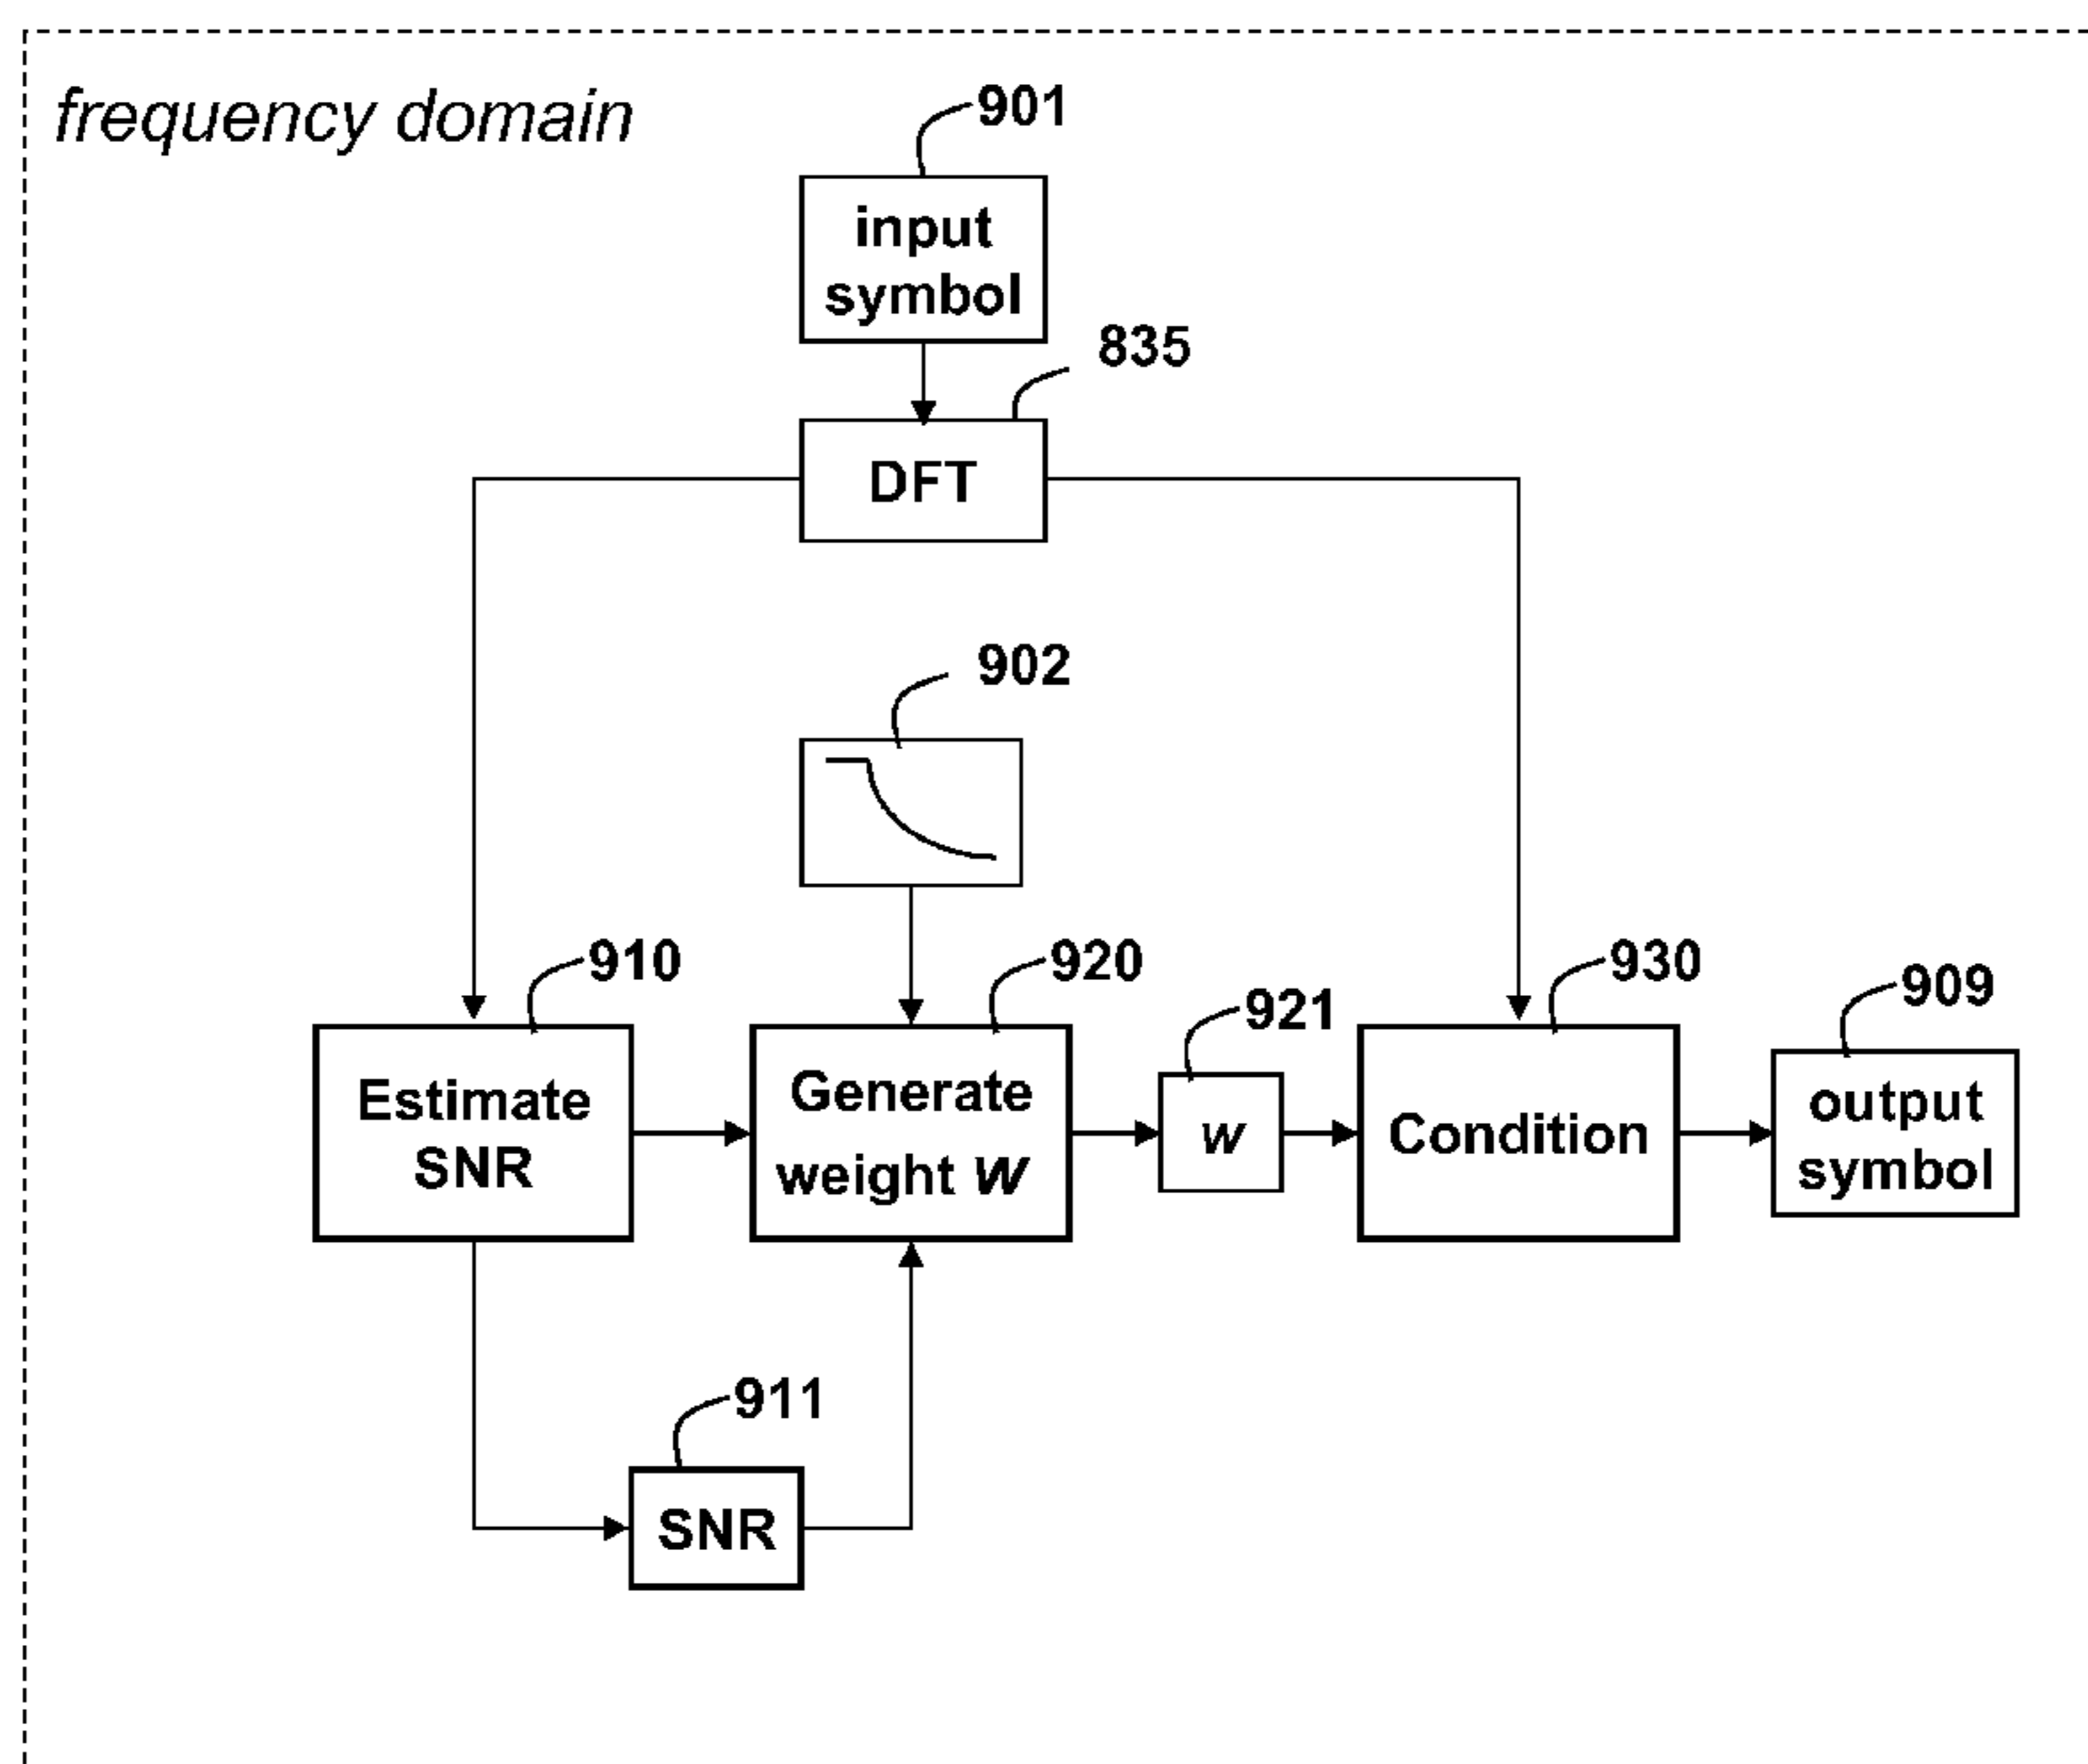 frequency domain
901
input
symbol
835
DFT
902
910
920
921
930
909
Estimate
SNR
Generate
weight W
w
Condition
output
symbol
911
SNR